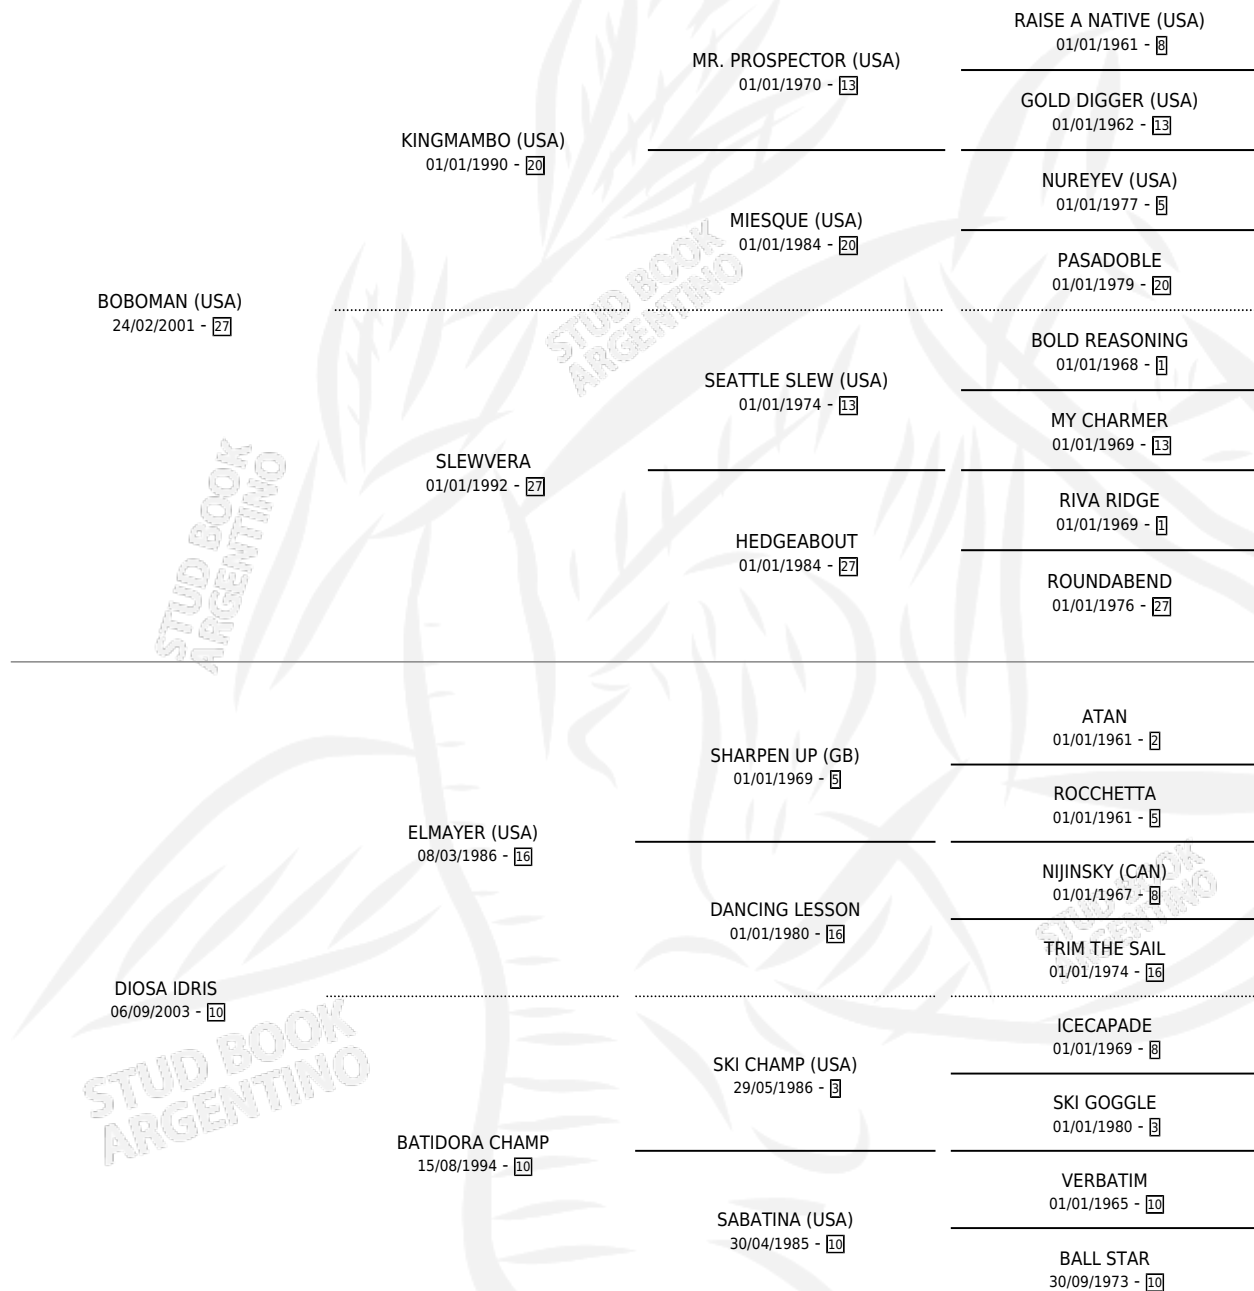 RAISE A NATIVE (USA)
01/01/1961 - 8
MR. PROSPECTOR (USA)
01/01/1970 - 13
GOLD DIGGER (USA)
01/01/1962 - 13
KINGMAMBO (USA)
01/01/1990 - 20
NUREYEV (USA)
01/01/1977 - 5
MIESQUE (USA)
01/01/1984 - 20
PASADOBLE
01/01/1979 - 20
BOBOMAN (USA)
24/02/2001 - 27
BOLD REASONING
01/01/1968 - 1
SEATTLE SLEW (USA)
01/01/1974 - 13
MY CHARMER
01/01/1969 - 13
SLEWVERA
01/01/1992 - 27
RIVA RIDGE
01/01/1969 - 1
HEDGEABOUT
01/01/1984 - 27
ROUNDABEND
01/01/1976 - 27
ATAN
01/01/1961 - 2
SHARPEN UP (GB)
01/01/1969 - 5
ROCCHETTA
01/01/1961 - 5
ELMAYER (USA)
08/03/1986 - 16
NIJINSKY (CAN)
01/01/1967 - 8
DANCING LESSON
01/01/1980 - 16
TRIM THE SAIL
01/01/1974 - 16
DIOSA IDRIS
06/09/2003 - 10
ICECAPADE
01/01/1969 - 8
SKI CHAMP (USA)
29/05/1986 - 3
SKI GOGGLE
01/01/1980 - 3
BATIDORA CHAMP
15/08/1994 - 10
VERBATIM
01/01/1965 - 10
SABATINA (USA)
30/04/1985 - 10
BALL STAR
30/09/1973 - 10
STUD BOOK
ARGENTINO
STUD BOOK
ARGENTINO
STUD BOOK
ARGENTINO
STUD BOOK
ARGENTINO